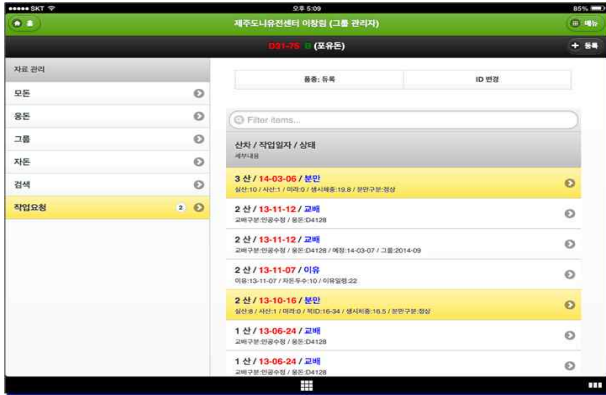 SKT
오후 5:09
85%
홈
제주도니유전센터 이창림 (그룹 관리자)
메뉴
D31-75 B (포유돈)
등록
자료 관리
모돈
웅돈
그룹
자돈
검색
작업요청 2
품종: 등록
ID 변경
Filter items...
산차 / 작업일자 / 상태
세부내용
3 산 / 14-03-06 / 분만
실산:10 / 사산:1 / 미라:0 / 생시체중:19.8 / 분만구분:정상
2 산 / 13-11-12 / 교배
교배구분:인공수정 / 웅돈:D4128
2 산 / 13-11-12 / 교배
교배구분:인공수정 / 웅돈:D4128 / 예정:14-03-07 / 그룹:2014-09
2 산 / 13-11-07 / 이유
이유:13-11-07 / 자돈두수:10 / 이유일령:22
2 산 / 13-10-16 / 분만
실산:8 / 사산:1 / 미라:0 / 복ID:16-34 / 생시체중:16.5 / 분만구분:정상
1 산 / 13-06-24 / 교배
교배구분:인공수정 / 웅돈:D4128
1 산 / 13-06-24 / 교배
교배구분:인공수정 / 웅돈:D4128